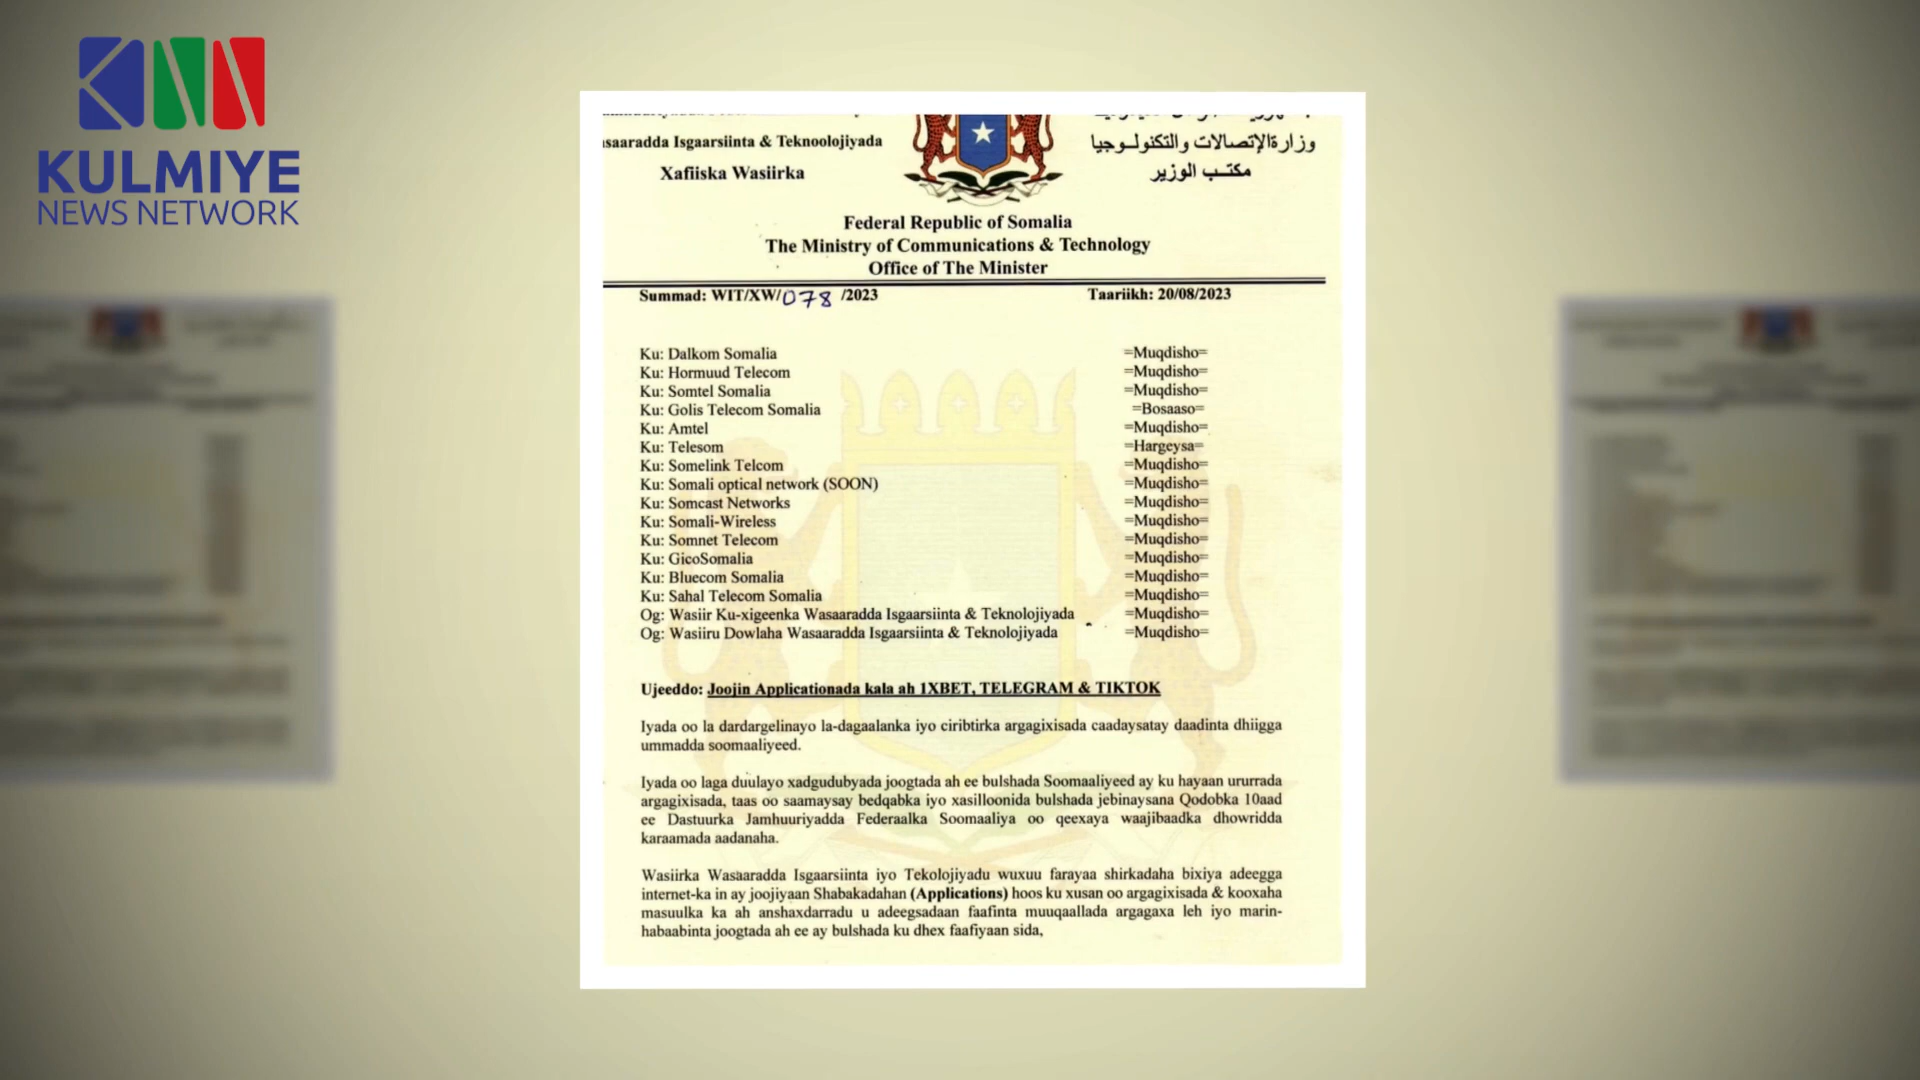 KULMIYE
NEWS NETWORK
Isgaarsiinta & Teknoolojiyada
وزارة الإتصالات والتكنولوجيا
Xafiiska Wasiirka
مكتب الوزير
Federal Republic of Somalia
The Ministry of Communications & Technology
Office of The Minister
Summad: WIT/XW/078 /2023 Taariikh: 20/08/2023
Ku: Dalkom Somalia =Muqdisho=
Ku: Hormuud Telecom =Muqdisho=
Ku: Somtel Somalia =Muqdisho=
Ku: Golis Telecom Somalia =Bosaaso=
Ku: Amtel =Muqdisho=
Ku: Telesom =Hargeysa=
Ku: Somelink Telcom =Muqdisho=
Ku: Somali optical network (SOON) =Muqdisho=
Ku: Somcast Networks =Muqdisho=
Ku: Somali-Wireless =Muqdisho=
Ku: Somnet Telecom =Muqdisho=
Ku: GicoSomalia =Muqdisho=
Ku: Bluecom Somalia =Muqdisho=
Ku: Sahal Telecom Somalia =Muqdisho=
Og: Wasiir Ku-xigeenka Wasaaradda Isgaarsiinta & Teknolojiyada =Muqdisho=
Og: Wasiiru Dowlaha Wasaaradda Isgaarsiinta & Teknolojiyada =Muqdisho=
Ujeeddo: Joojin Applicationada kala ah 1XBET, TELEGRAM & TIKTOK
Iyada oo la dardargelinayo la-dagaalanka iyo ciribtirka argagixisada caadaysatay daadinta dhiigga
ummadda soomaaliyeed.
Iyada oo laga duulayo xadgudubyada joogtada ah ee bulshada Soomaaliyeed ay ku hayaan ururrada
argagixisada, taas oo saamaysay bedqabka iyo xasilloonida bulshada jebinaysana Qodobka 10aad
ee Dastuurka Jamhuuriyadda Federaalka Soomaaliya oo qeexaya waajibaadka dhowridda
karaamada aadanaha.
Wasiirka Wasaaradda Isgaarsiinta iyo Tekolojiyadu wuxuu farayaa shirkadaha bixiya adeegga
internet-ka in ay joojiyaan Shabakadahan (Applications) hoos ku xusan oo argagixisada & kooxaha
masuulka ka ah anshaxdarradu u adeegsadaan faafinta muuqaallada argagaxa leh iyo marin-
habaabinta joogtada ah ee ay bulshada ku dhex faafiyaan sida,